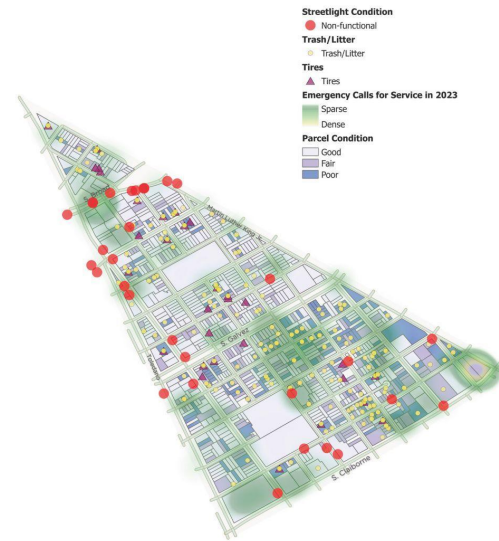 Streetlight Condition
Non-functional
Trash/Litter
Trash/Litter
Tires
Tires
Emergency Calls for Service in 2023
Sparse
Dense
Parcel Condition
Good
Fair
Poor
S. Broad
Martin Luther King Jr.
S. Galvez
S. Claiborne